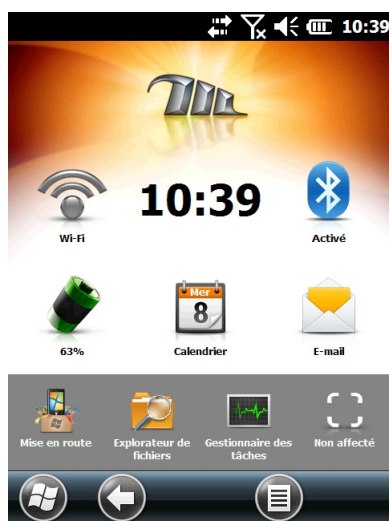 10:39
10:39
Wi-Fi
Activé
Mer
8
63%
Calendrier
E-mail
Mise en route
Explorateur de
fichiers
Gestionnaire des
tâches
Non affecté